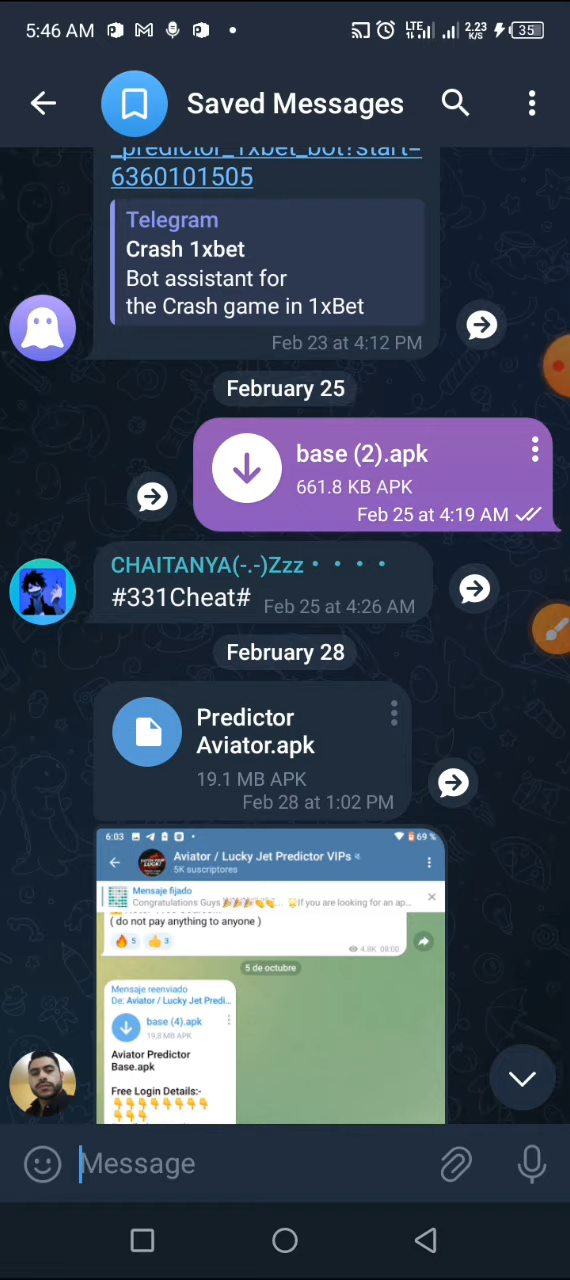 5:46 AM
LTE
2.23
K/S
35
Saved Messages
_predictor_1xbet_bot?start=
6360101505
Telegram
Crash 1xbet
Bot assistant for
the Crash game in 1xBet
Feb 23 at 4:12 PM
February 25
base (2).apk
661.8 KB APK
Feb 25 at 4:19 AM
CHAITANYA(-.-)Zzz・・・・
#331Cheat#
Feb 25 at 4:26 AM
February 28
Predictor
Aviator.apk
19.1 MB APK
Feb 28 at 1:02 PM
6:03
69 %
Aviator / Lucky Jet Predictor VIPs
5K suscriptores
Mensaje fijado
Congratulations Guys 🎉🎉🎉👏👏... 💫If you are looking for an ap...
( do not pay anything to anyone )
🔥 5 👍 3
4.8K 08:00
5 de octubre
Mensaje reenviado
De: Aviator / Lucky Jet Predi...
base (4).apk
19,8 MB APK
Aviator Predictor
Base.apk
Free Login Details:-
👇👇👇👇👇👇👇👇
👇👇👇
Message